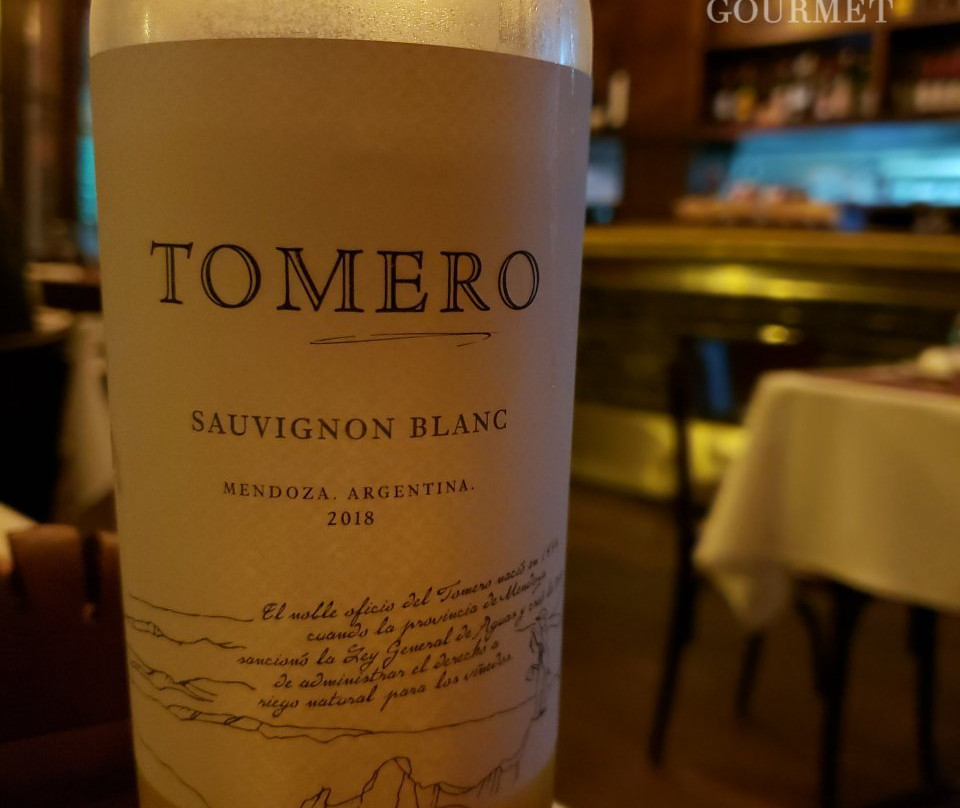 GOURMET
TOMERO
SAUVIGNON BLANC
MENDOZA. ARGENTINA.
2018
El noble oficio del Tomero nació en
cuando la provincia de Mendoza
sancionó la Ley General de Aguas y
de administrar el derecho a
riego natural para los viñedos.